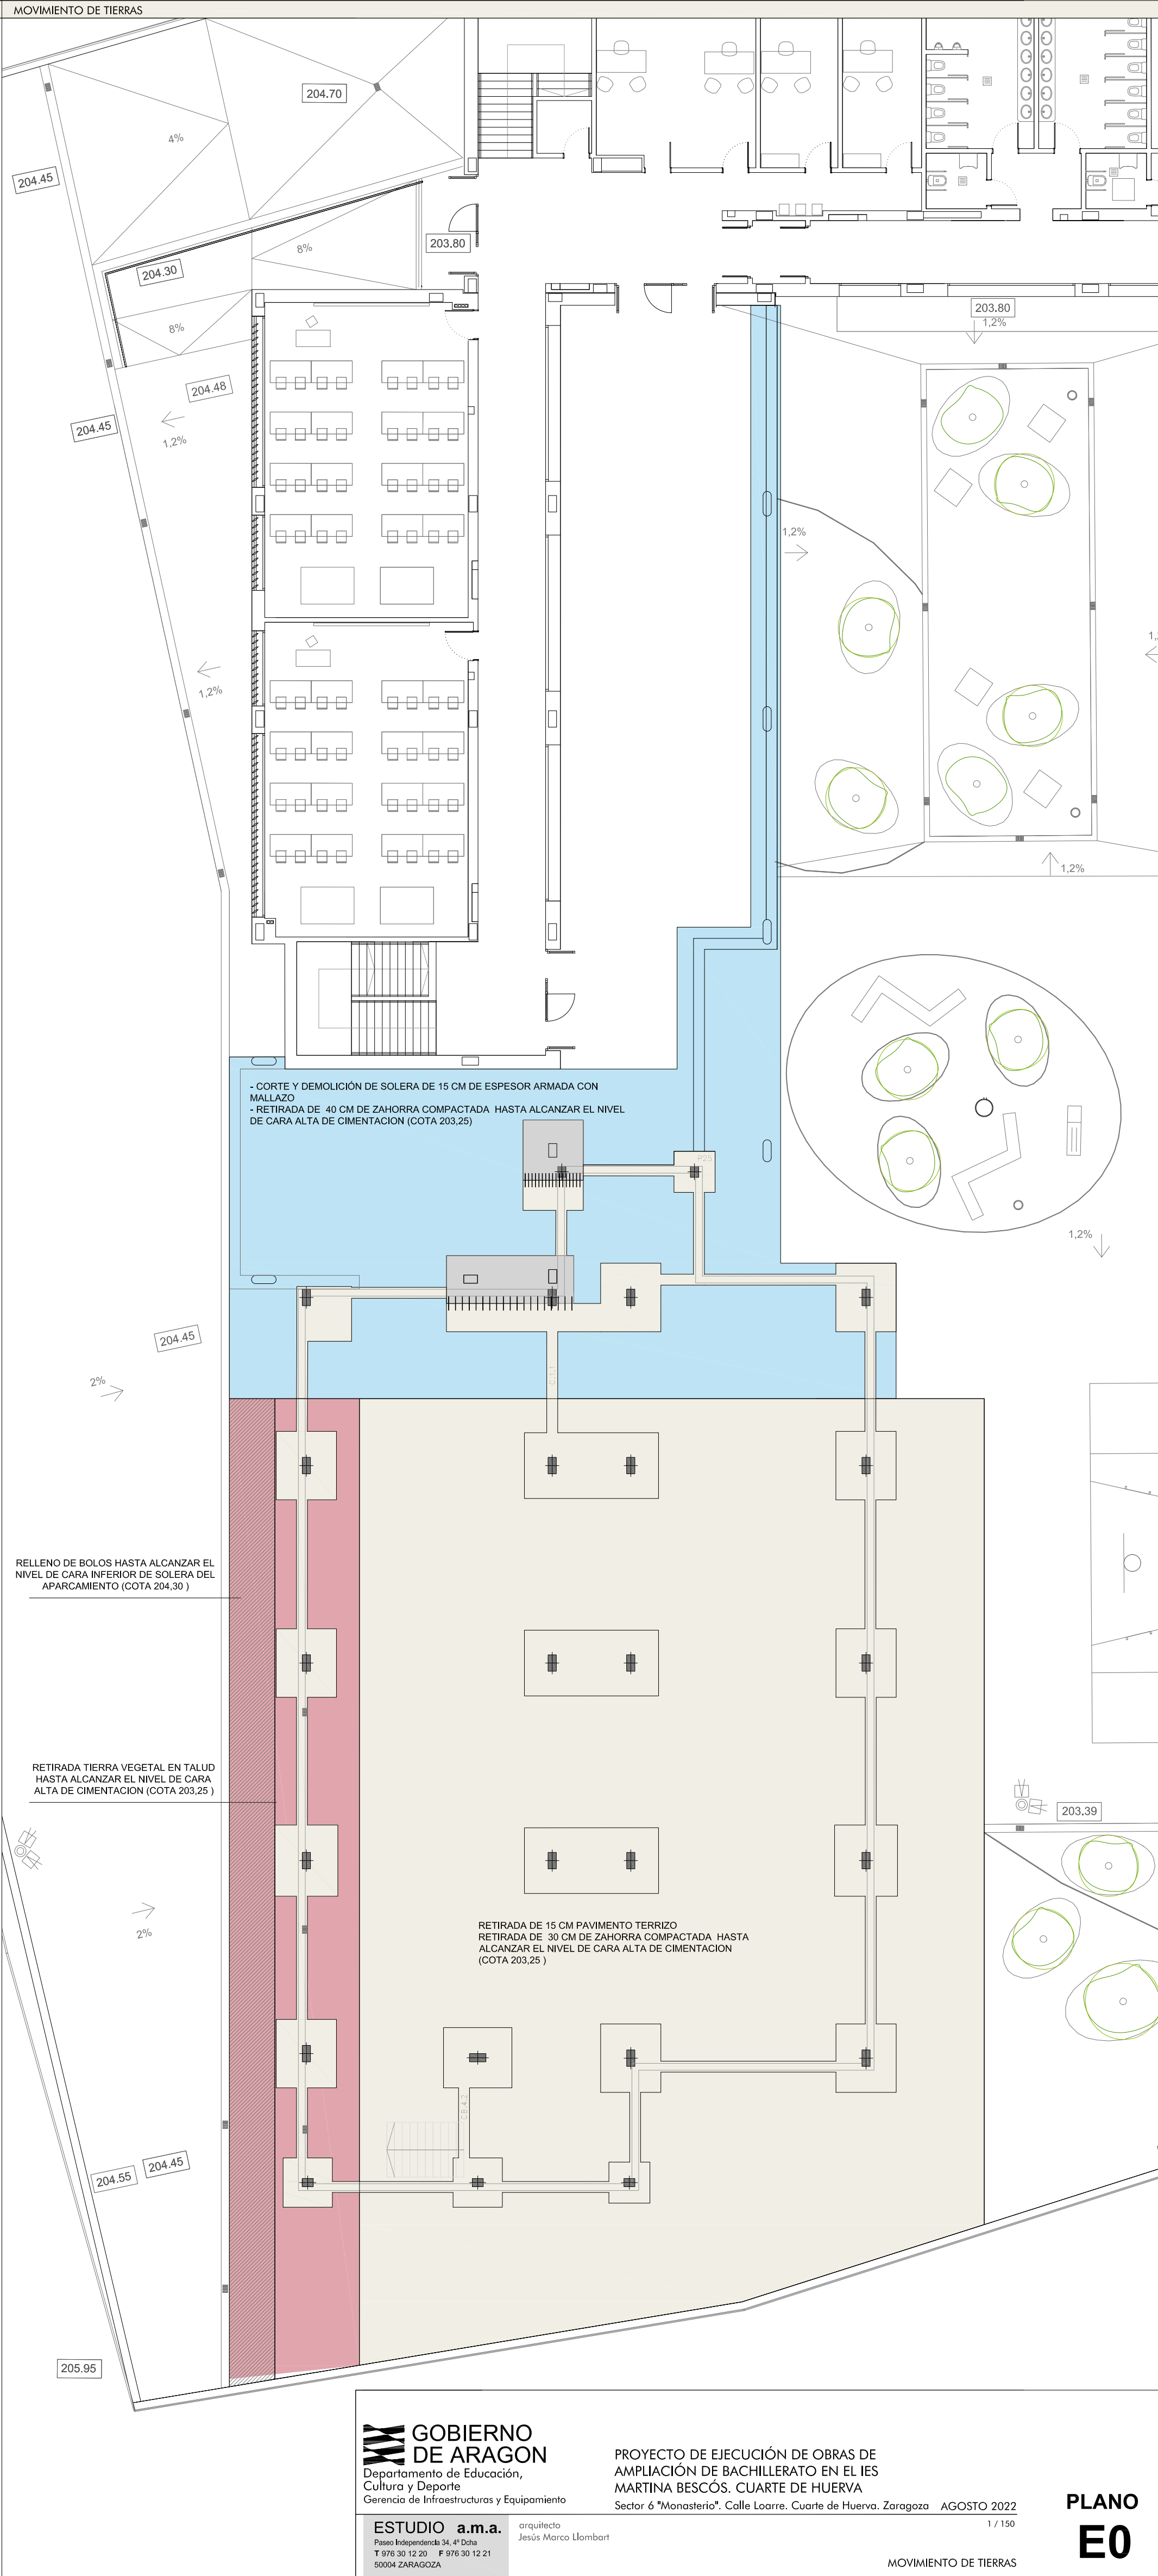 MOVIMIENTO DE TIERRAS
204.70
4%
204.45
203.80
8%
204.30
203.80
1,2%
8%
204.48
204.45
1,2%
1,2%
1,2%
1,2%
- CORTE Y DEMOLICIÓN DE SOLERA DE 15 CM DE ESPESOR ARMADA CON
MALLAZO
- RETIRADA DE 40 CM DE ZAHORRA COMPACTADA HASTA ALCANZAR EL NIVEL
DE CARA ALTA DE CIMENTACION (COTA 203,25)
P25
1,2%
204.45
2%
RELLENO DE BOLOS HASTA ALCANZAR EL
NIVEL DE CARA INFERIOR DE SOLERA DEL
APARCAMIENTO (COTA 204,30 )
RETIRADA TIERRA VEGETAL EN TALUD
HASTA ALCANZAR EL NIVEL DE CARA
ALTA DE CIMENTACION (COTA 203,25 )
203.39
RETIRADA DE 15 CM PAVIMENTO TERRIZO
RETIRADA DE 30 CM DE ZAHORRA COMPACTADA HASTA
ALCANZAR EL NIVEL DE CARA ALTA DE CIMENTACION
(COTA 203,25 )
2%
204.55
204.45
205.95
GOBIERNO
DE ARAGON
Departamento de Educación,
Cultura y Deporte
Gerencia de Infraestructuras y Equipamiento
PROYECTO DE EJECUCIÓN DE OBRAS DE
AMPLIACIÓN DE BACHILLERATO EN EL IES
MARTINA BESCÓS. CUARTE DE HUERVA
Sector 6 "Monasterio". Calle Loarre. Cuarte de Huerva. Zaragoza
AGOSTO 2022
1 / 150
ESTUDIO a.m.a.
Paseo Independencia 34, 4º Dcha
T 976 30 12 20 F 976 30 12 21
50004 ZARAGOZA
arquitecto
Jesús Marco Llombart
MOVIMIENTO DE TIERRAS
PLANO
E0